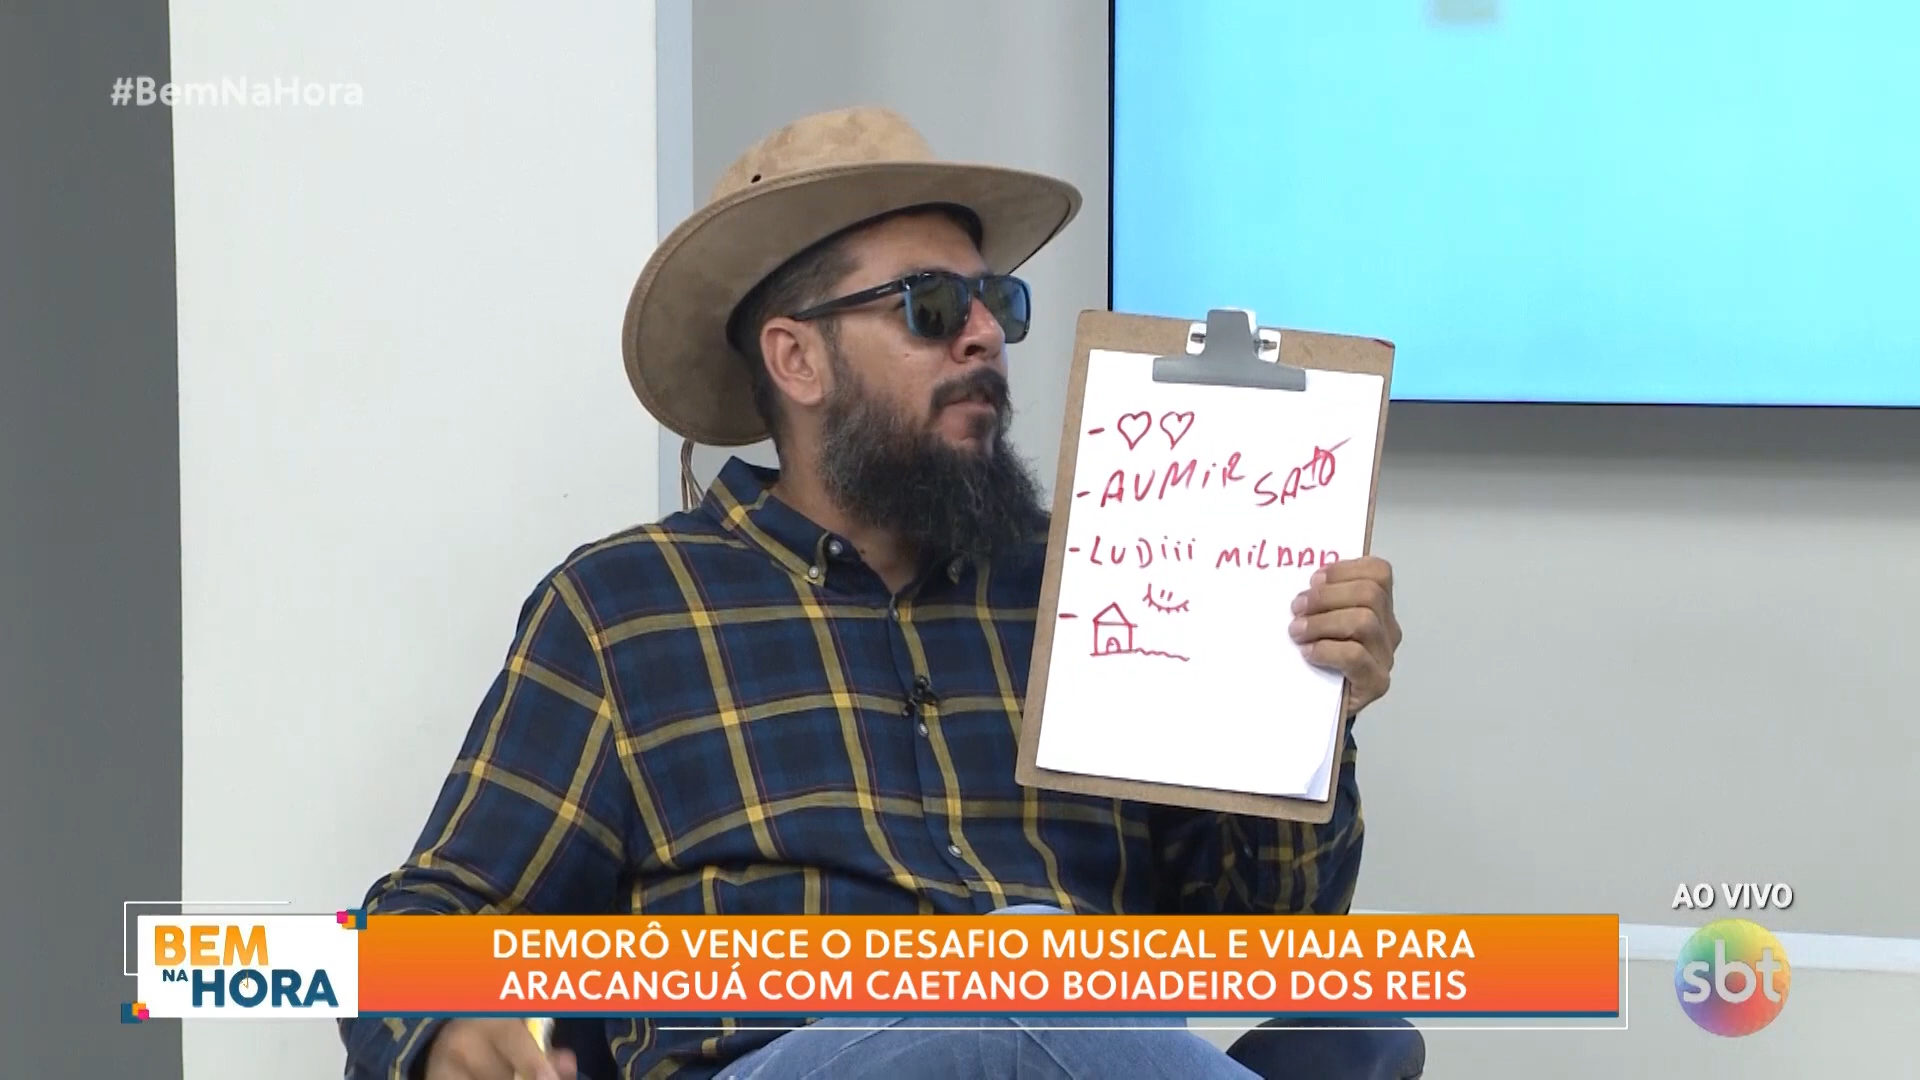 #BemNaHora
- AVMIR SATO
- LUDiii MiLAAA
AO VIVO
BEM NA HORA
DEMORÔ VENCE O DESAFIO MUSICAL E VIAJA PARA
ARACANGUÁ COM CAETANO BOIADEIRO DOS REIS
sbt